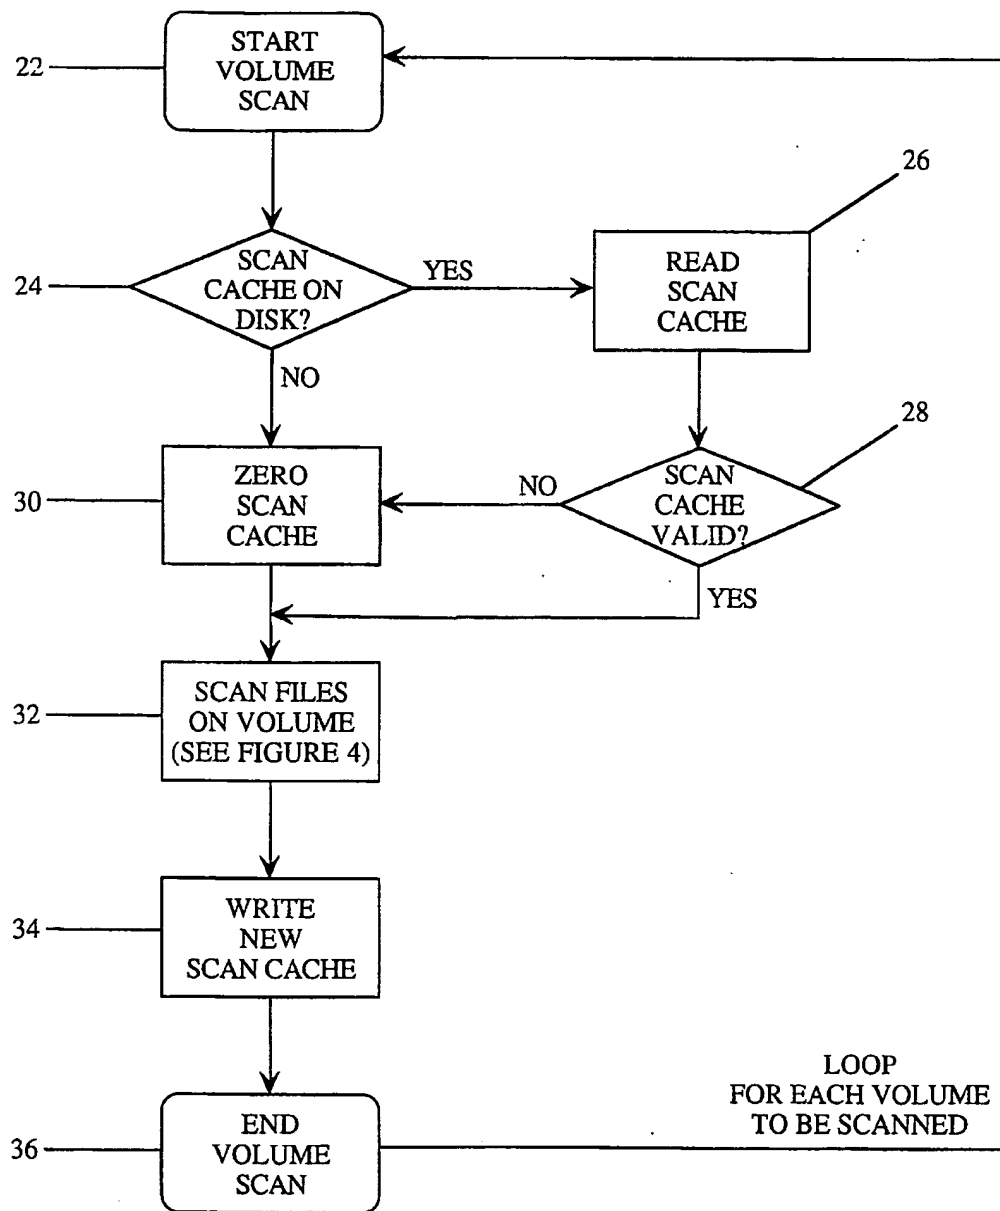 START
VOLUME
SCAN
22
26
SCAN
CACHE ON
DISK?
24
YES
READ
SCAN
CACHE
NO
28
ZERO
SCAN
CACHE
30
NO
SCAN
CACHE
VALID?
YES
SCAN FILES
ON VOLUME
(SEE FIGURE 4)
32
WRITE
NEW
SCAN CACHE
34
LOOP
FOR EACH VOLUME
TO BE SCANNED
END
VOLUME
SCAN
36